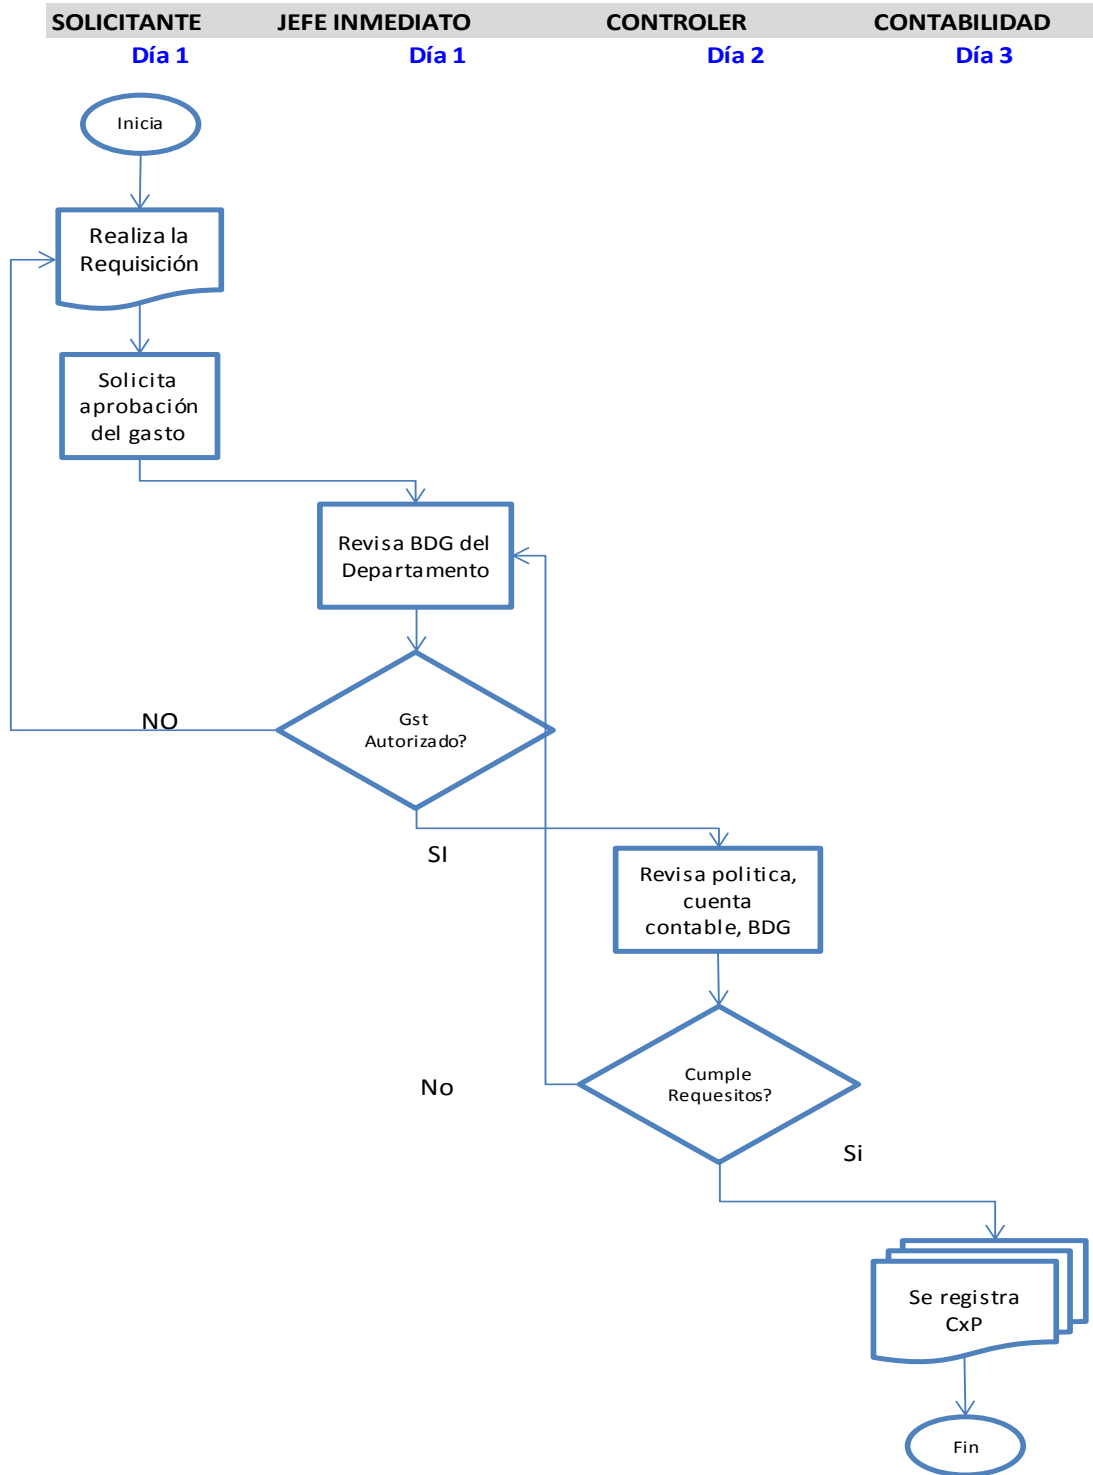 SOLICITANTE JEFE INMEDIATO CONTROLER CONTABILIDAD
Día 1 Día 1 Día 2 Día 3
Inicia
Realiza la
Requisición
Solicita
aprobación
del gasto
Revisa BDG del
Departamento
Gst
Autorizado?
NO
SI
Revisa politica,
cuenta
contable, BDG
Cumple
Requesitos?
No
Si
Se registra
CxP
Fin